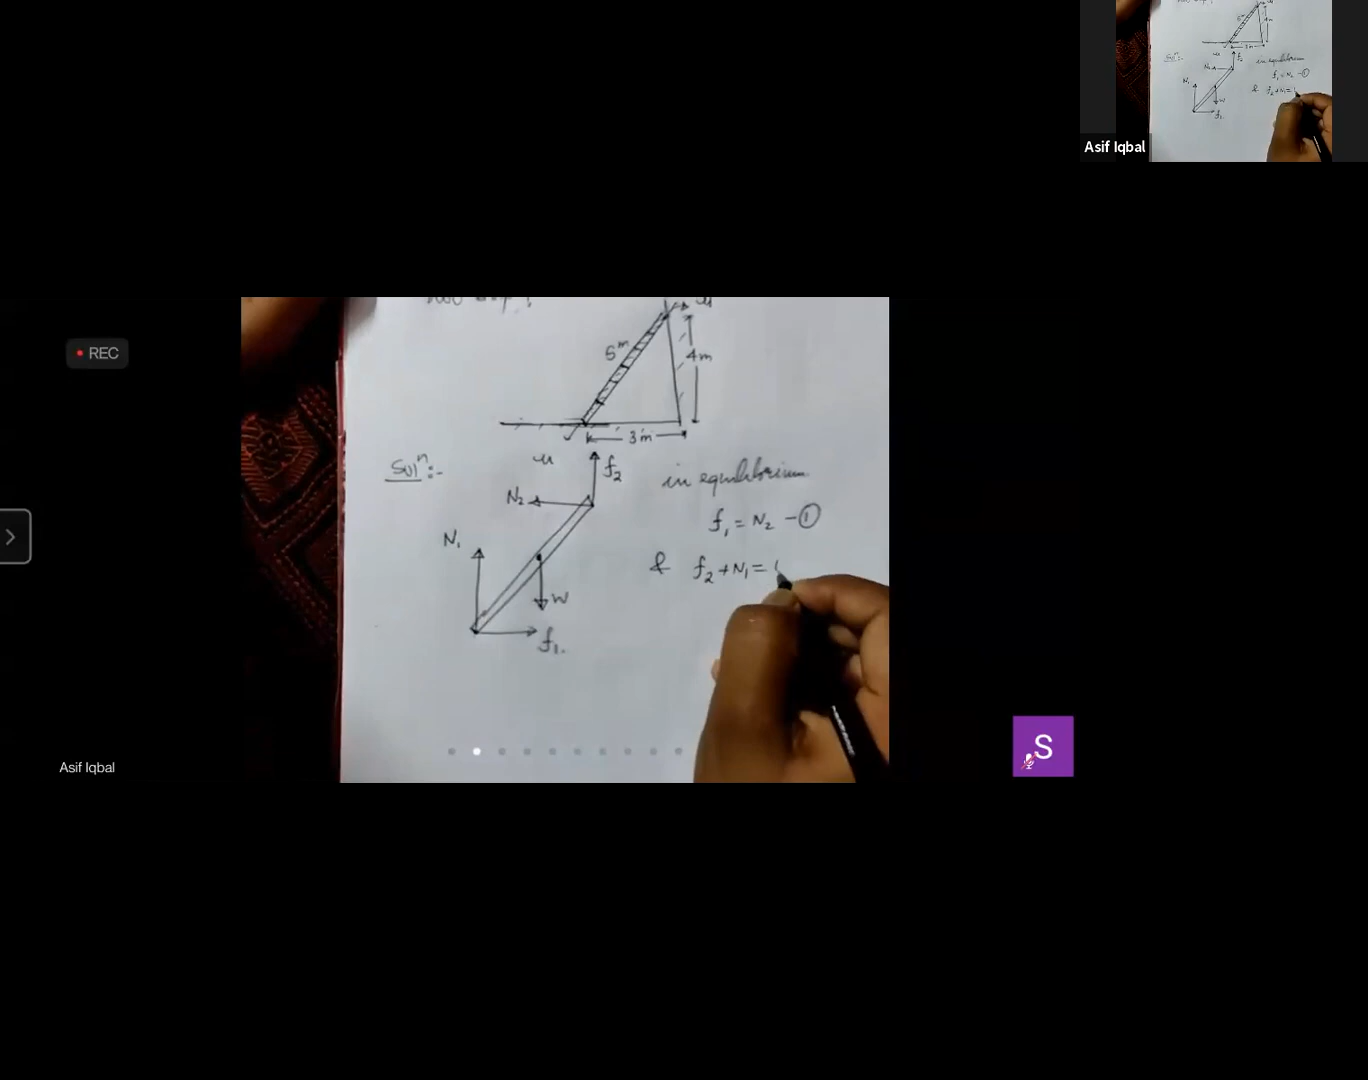 Asif Iqbal
REC
5m
4m
3m
μ
Solⁿ:-
f₂
N₂
in equilibrium
f₁ = N₂ -①
N₁
& f₂ + N₁ =
W
f₁.
S
Asif Iqbal